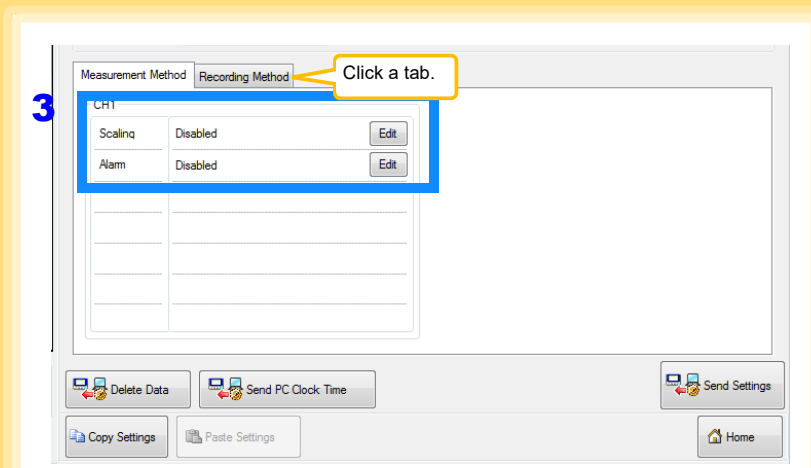 Measurement Method Recording Method Click a tab.
3
CH1
Scaling Disabled Edit
Alarm Disabled Edit
Delete Data Send PC Clock Time Send Settings
Copy Settings Paste Settings Home